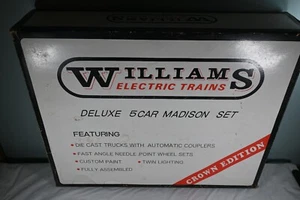 WILLIAMS
ELECTRIC TRAINS
DELUXE 5 CAR MADISON SET
FEATURING
• DIE CAST TRUCKS WITH AUTOMATIC COUPLERS
• FAST ANGLE NEEDLE-POINT WHEEL SETS
• CUSTOM PAINT • TWIN LIGHTING
• FULLY ASSEMBLED
CROWN EDITION